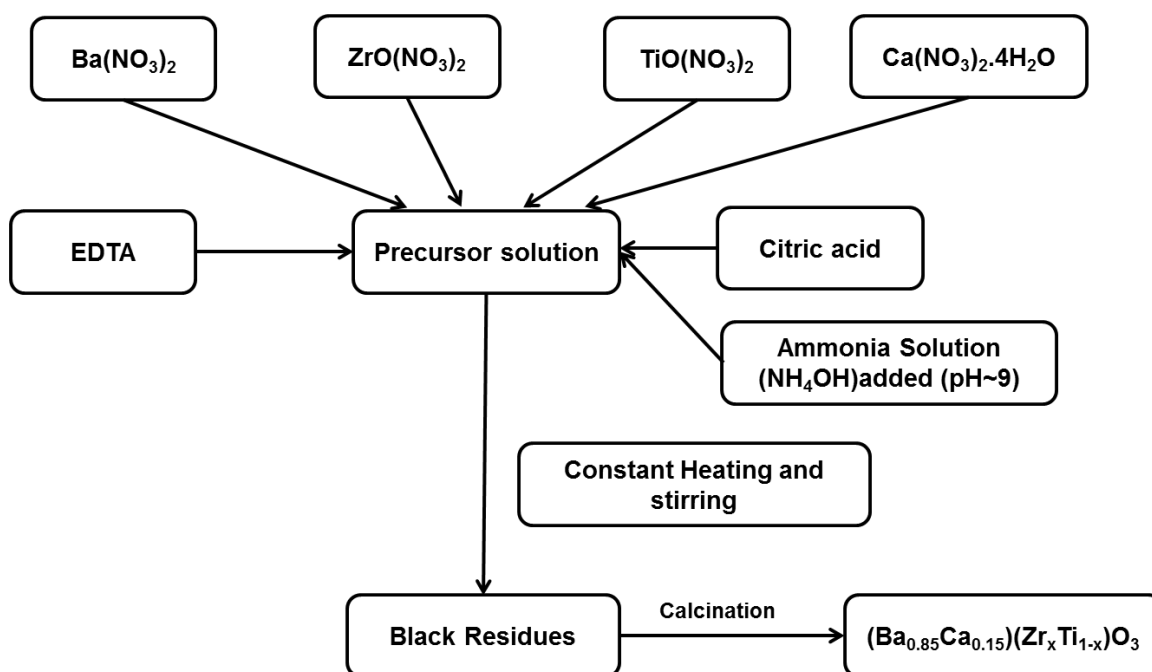 Ba(NO₃)₂
ZrO(NO₃)₂
TiO(NO₃)₂
Ca(NO₃)₂.4H₂O
EDTA
Precursor solution
Citric acid
Ammonia Solution
(NH₄OH)added (pH~9)
Constant Heating and
stirring
Black Residues
Calcination
(Ba₀.₈₅Ca₀.₁₅)(ZrₓTi₁₋ₓ)O₃